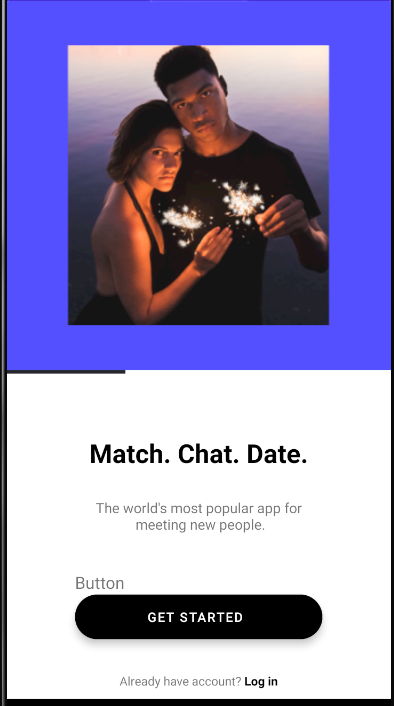 Match. Chat. Date.
The world's most popular app for
meeting new people.
Button
GET STARTED
Already have account? Log in